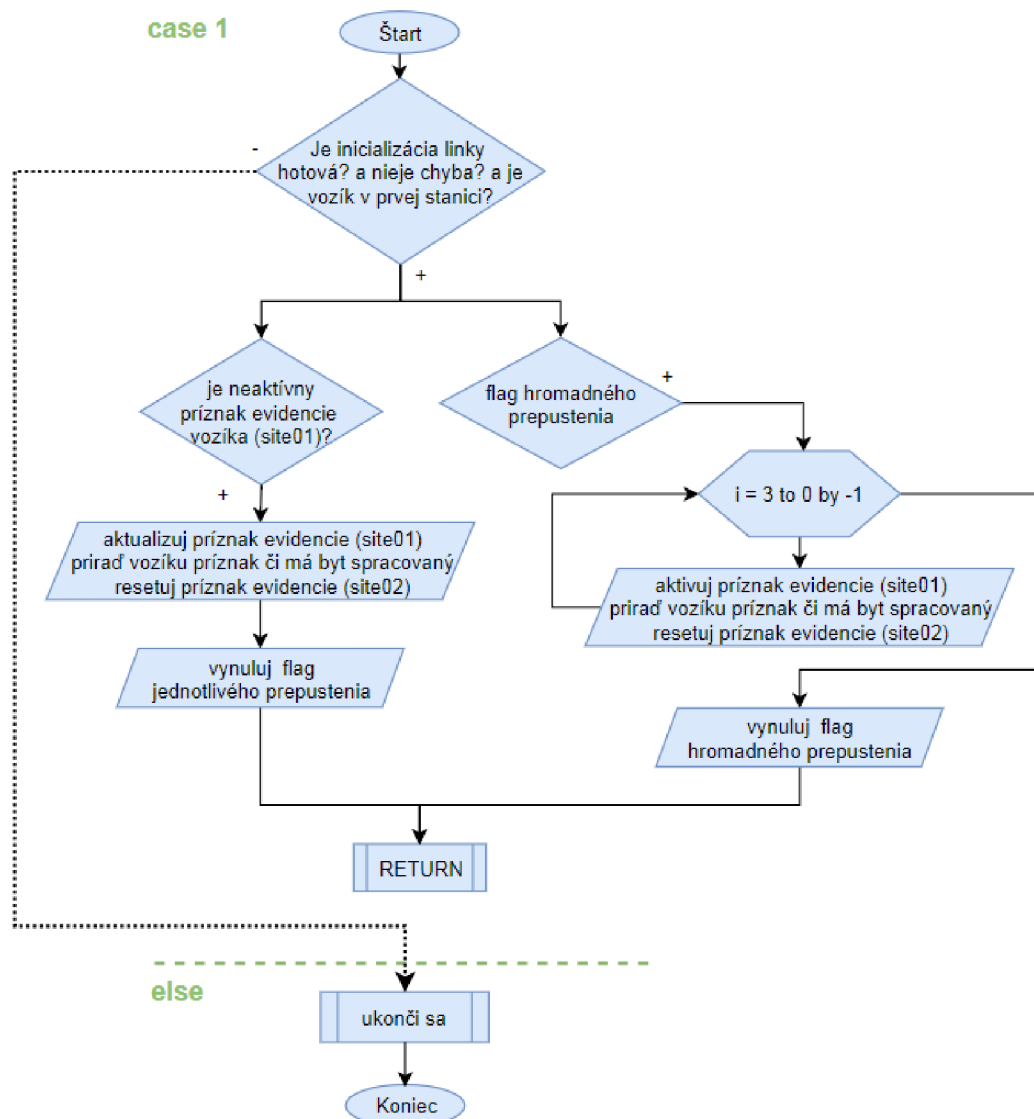 case 1
Štart
Je inicializácia linky
hotová? a nieje chyba? a je
vozík v prvej stanici?
-
+
je neaktívny
príznak evidencie
vozíka (site01)?
+
flag hromadného
prepustenia
+
i = 3 to 0 by -1
aktualizuj príznak evidencie (site01)
priraď vozíku príznak či má byt spracovaný
resetuj príznak evidencie (site02)
aktivuj príznak evidencie (site01)
priraď vozíku príznak či má byt spracovaný
resetuj príznak evidencie (site02)
vynuluj flag
jednotlivého prepustenia
vynuluj flag
hromadného prepustenia
RETURN
else
ukonči sa
Koniec